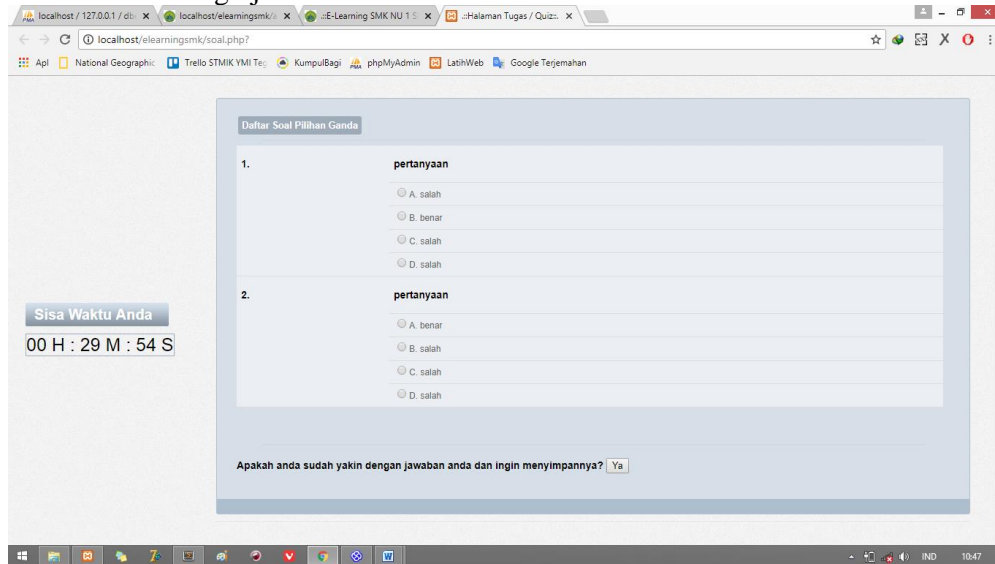 localhost / 127.0.0.1 / db
localhost/elearningsmk/
.::E-Learning SMK NU 1 S
.::Halaman Tugas / Quiz::.
localhost/elearningsmk/soal.php?
Apl
National Geographic
Trello STMIK YMI Teg
KumpulBagi
phpMyAdmin
LatihWeb
Google Terjemahan
Daftar Soal Pilihan Ganda
1. pertanyaan
A. salah
B. benar
C. salah
D. salah
2. pertanyaan
A. benar
B. salah
C. salah
D. salah
Sisa Waktu Anda
00 H : 29 M : 54 S
Apakah anda sudah yakin dengan jawaban anda dan ingin menyimpannya? Ya
IND 10:47